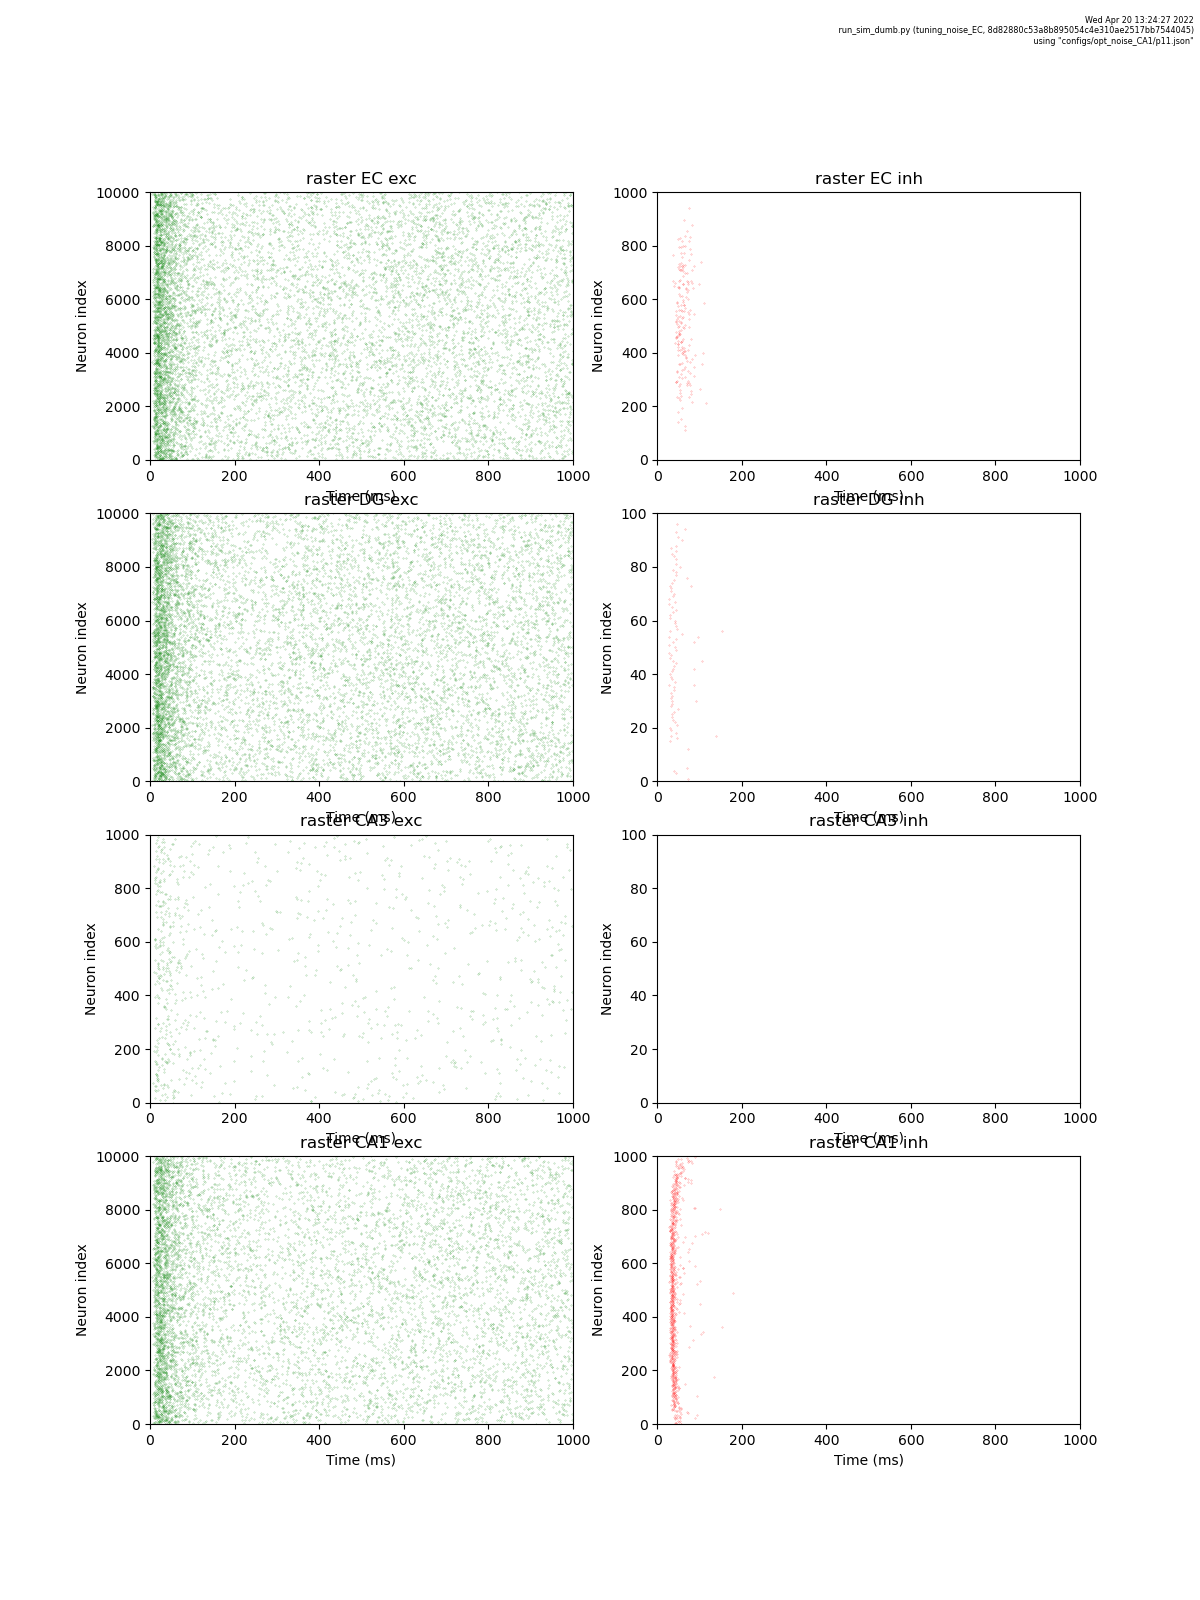 Wed Apr 20 13:24:27 2022
run_sim_dumb.py (tuning_noise_EC, 8d82880c53a8b895054c4e310ae2517bb7544045)
using "configs/opt_noise_CA1/p11.json"
raster EC exc
10000
8000
6000
4000
2000
0
Neuron index
0 200 400 600 800 1000
Time (ms)
raster EC inh
1000
800
600
400
200
0
Neuron index
0 200 400 600 800 1000
Time (ms)
raster DG exc
10000
8000
6000
4000
2000
0
Neuron index
0 200 400 600 800 1000
Time (ms)
raster DG inh
100
80
60
40
20
0
Neuron index
0 200 400 600 800 1000
Time (ms)
raster CA3 exc
1000
800
600
400
200
0
Neuron index
0 200 400 600 800 1000
Time (ms)
raster CA3 inh
100
80
60
40
20
0
Neuron index
0 200 400 600 800 1000
Time (ms)
raster CA1 exc
10000
8000
6000
4000
2000
0
Neuron index
0 200 400 600 800 1000
Time (ms)
raster CA1 inh
1000
800
600
400
200
0
Neuron index
0 200 400 600 800 1000
Time (ms)